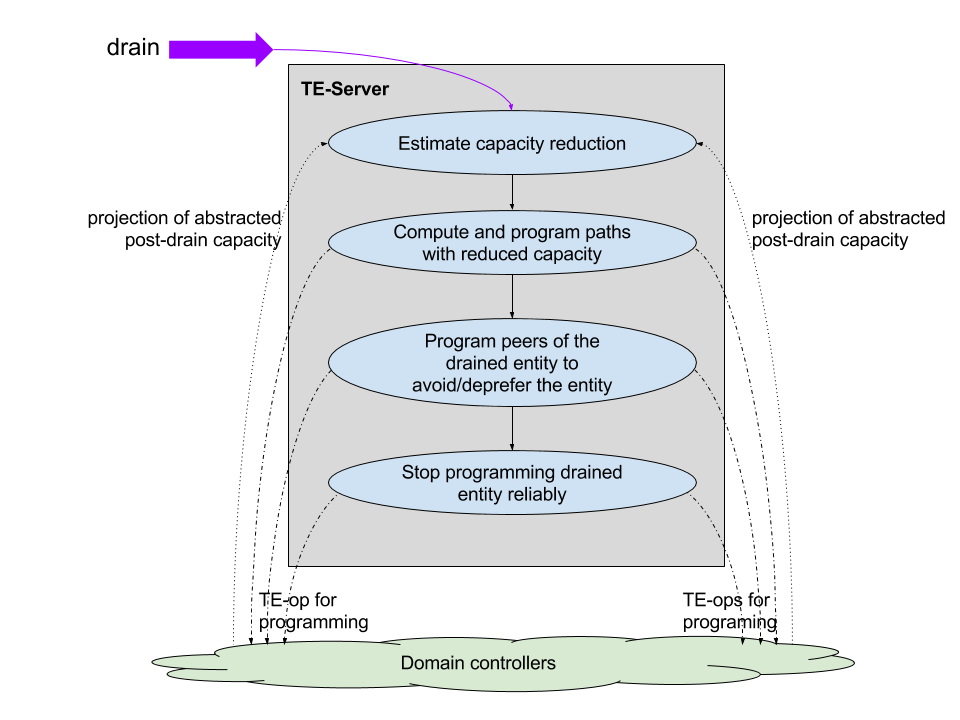 drain
TE-Server
Estimate capacity reduction
projection of abstracted
post-drain capacity
projection of abstracted
post-drain capacity
Compute and program paths
with reduced capacity
Program peers of the
drained entity to
avoid/deprefer the entity
Stop programming drained
entity reliably
TE-op for
programming
TE-ops for
programing
Domain controllers